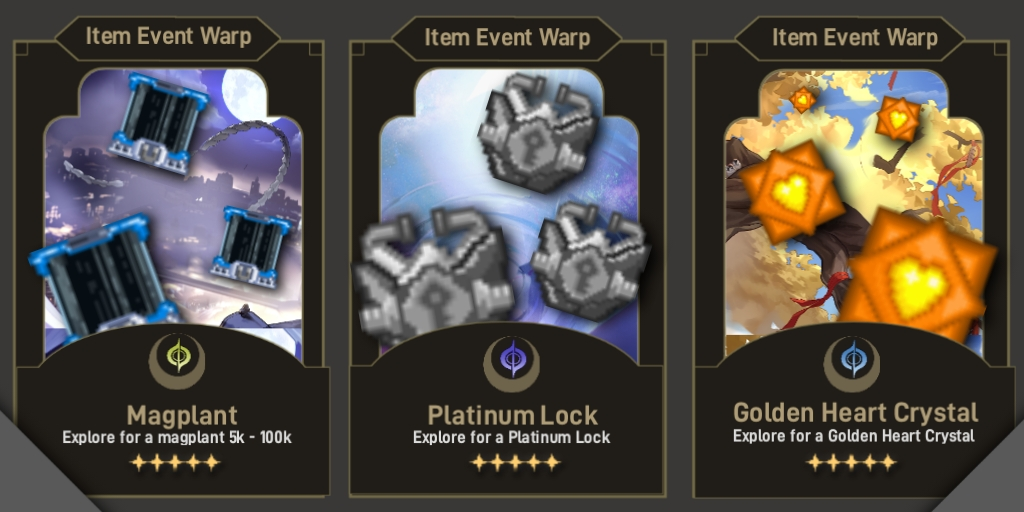 Item Event Warp
Magplant
Explore for a magplant 5k - 100k
Item Event Warp
Platinum Lock
Explore for a Platinum Lock
Item Event Warp
Golden Heart Crystal
Explore for a Golden Heart Crystal